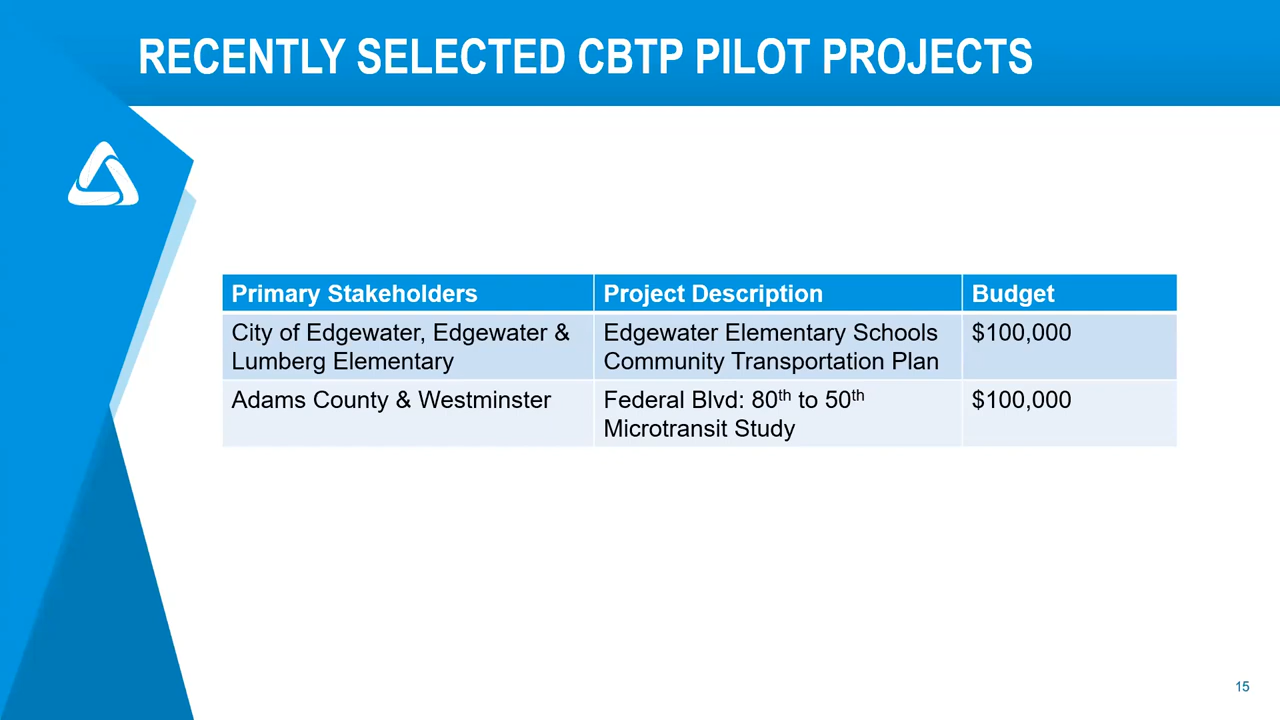 RECENTLY SELECTED CBTP PILOT PROJECTS
Primary Stakeholders
Project Description
Budget
City of Edgewater, Edgewater &
Lumberg Elementary
Edgewater Elementary Schools
Community Transportation Plan
$100,000
Adams County & Westminster
Federal Blvd: 80th to 50th
Microtransit Study
$100,000
15